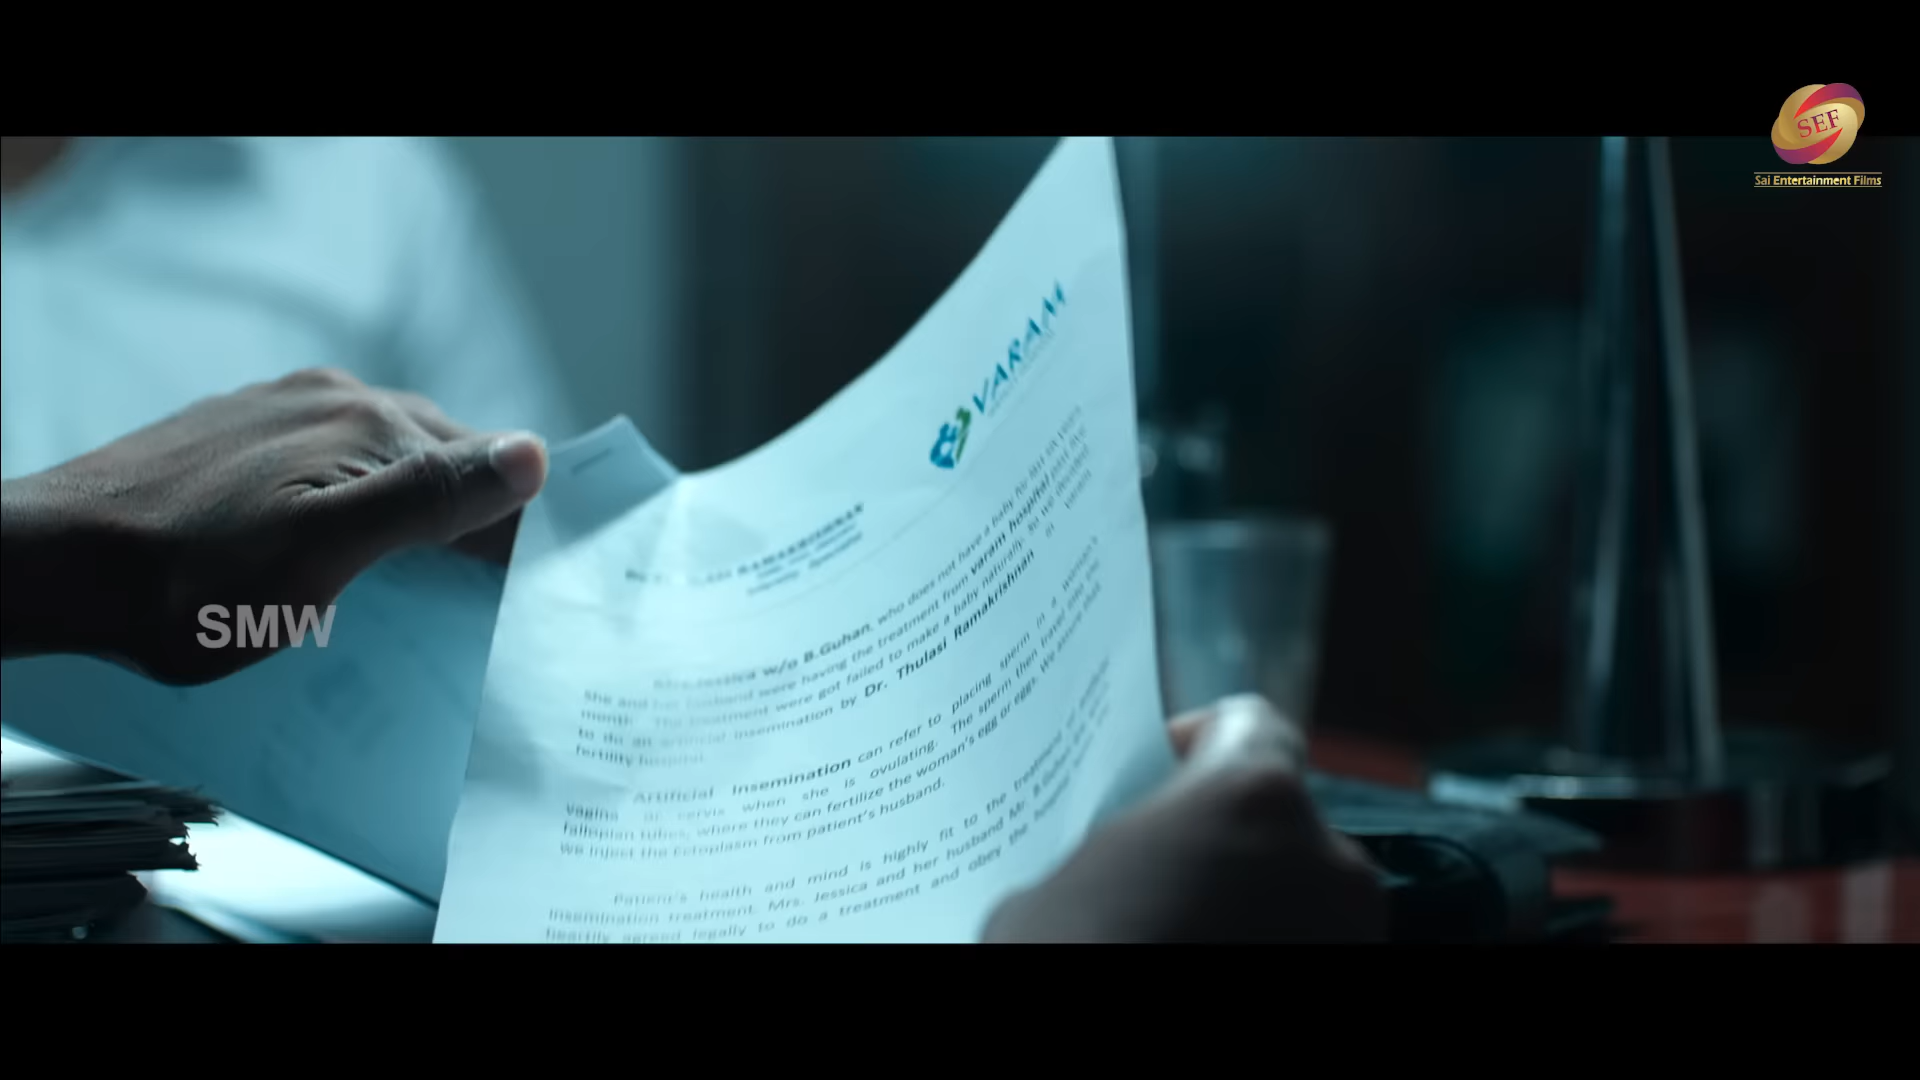 SEF
Sai Entertainment Films
VARAM
RAMAKRISHNAN
Mrs.Jessica w/o B.Guhan, who does not have a baby for last six years
She and her husband were having the treatment from varam hospital past five
month. The treatment were got failed to make a baby naturally. So we decided
to do an artificial insemination by Dr. Thulasi Ramakrishnan in varam
fertility hospital.
Artificial Insemination can refer to placing sperm in a woman's
vagina or cervix when she is ovulating. The sperm then travel into the
fallopian tubes, where they can fertilize the woman's egg or eggs. We assure that
We inject the Ectoplasm from patient's husband.
Patient's health and mind is highly fit to the treatment of artificial
insemination treatment. Mrs. Jessica and her husband Mr. B.Guhan are
heartily agreed legally to do a treatment and obey the hospital
SMW